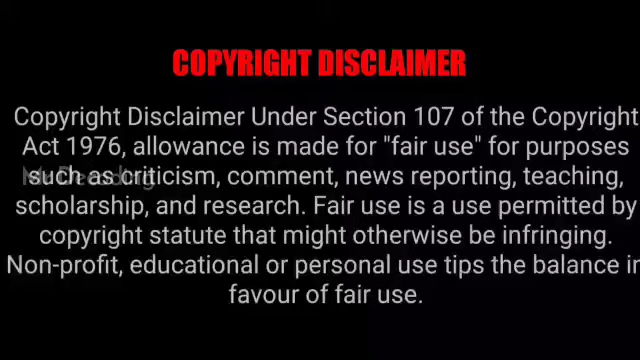 COPYRIGHT DISCLAIMER
Copyright Disclaimer Under Section 107 of the Copyright
Act 1976, allowance is made for "fair use" for purposes
such as criticism, comment, news reporting, teaching,
scholarship, and research. Fair use is a use permitted by
copyright statute that might otherwise be infringing.
Non-profit, educational or personal use tips the balance in
favour of fair use.